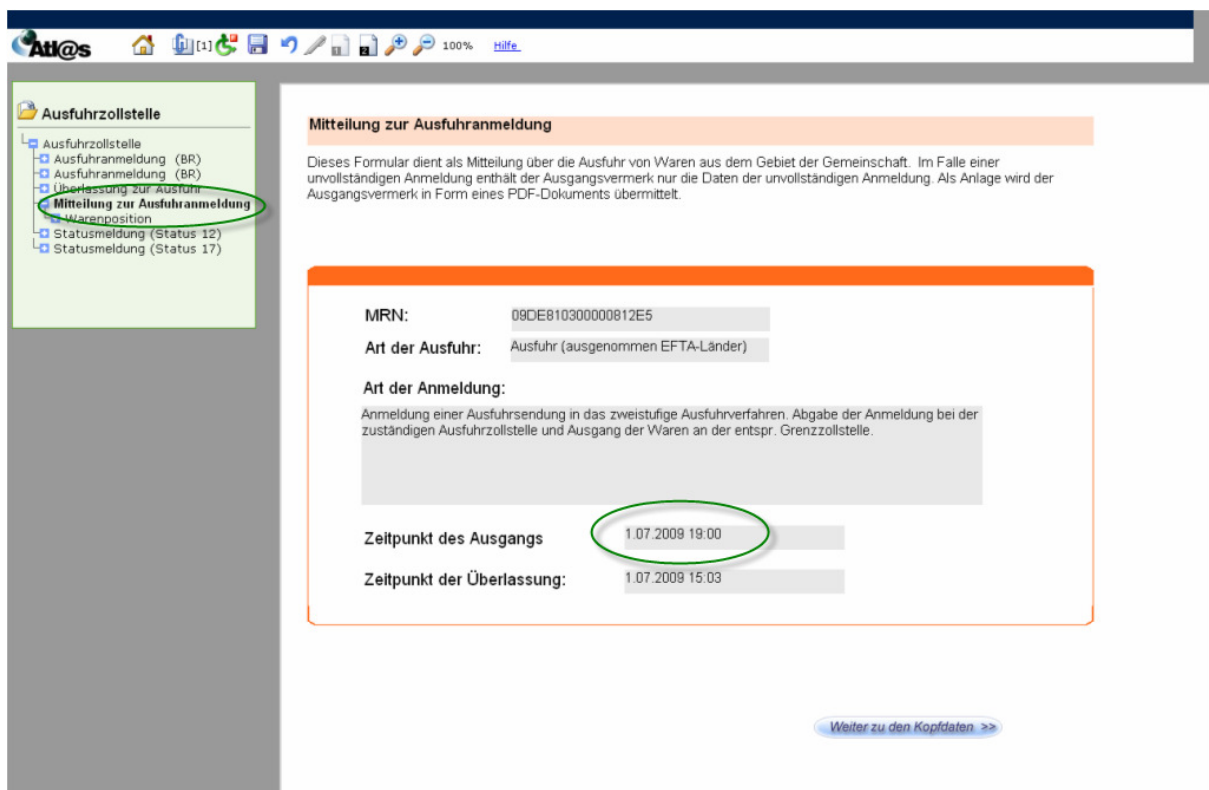 Atl@s
[1]
1
2
100%
Hilfe
Ausfuhrzollstelle
Ausfuhrzollstelle
Ausfuhranmeldung (BR)
Ausfuhranmeldung (BR)
Überlassung zur Ausfuhr
Mitteilung zur Ausfuhranmeldung
Warenposition
Statusmeldung (Status 12)
Statusmeldung (Status 17)
Mitteilung zur Ausfuhranmeldung
Dieses Formular dient als Mitteilung über die Ausfuhr von Waren aus dem Gebiet der Gemeinschaft. Im Falle einer
unvollständigen Anmeldung enthält der Ausgangsvermerk nur die Daten der unvollständigen Anmeldung. Als Anlage wird der
Ausgangsvermerk in Form eines PDF-Dokuments übermittelt.
MRN: 09DE810300000812E5
Art der Ausfuhr: Ausfuhr (ausgenommen EFTA-Länder)
Art der Anmeldung:
Anmeldung einer Ausfuhrsendung in das zweistufige Ausfuhrverfahren. Abgabe der Anmeldung bei der
zuständigen Ausfuhrzollstelle und Ausgang der Waren an der entspr. Grenzzollstelle.
Zeitpunkt des Ausgangs 1.07.2009 19:00
Zeitpunkt der Überlassung: 1.07.2009 15:03
Weiter zu den Kopfdaten >>